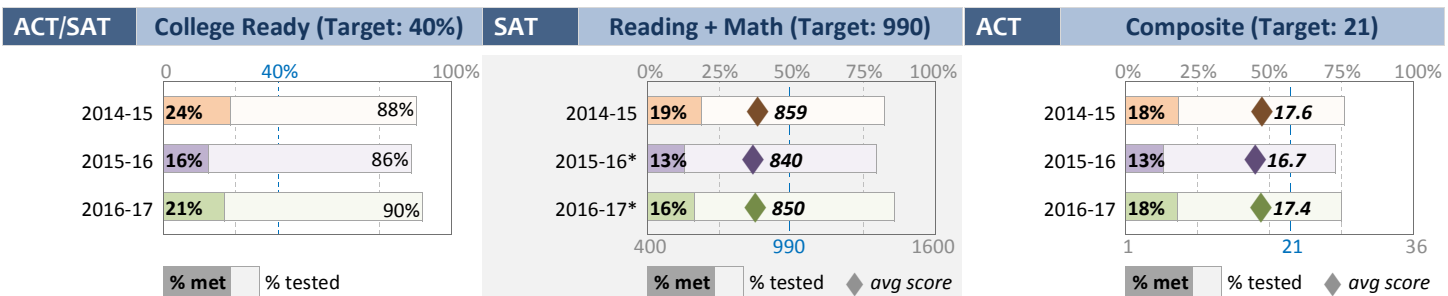 ACT/SAT College Ready (Target: 40%)
0 40% 100%
2014-15 24% 88%
2015-16 16% 86%
2016-17 21% 90%
% met % tested
SAT Reading + Math (Target: 990)
0% 25% 50% 75% 100%
2014-15 19% 859
2015-16* 13% 840
2016-17* 16% 850
400 990 1600
% met % tested avg score
ACT Composite (Target: 21)
0% 25% 50% 75% 100%
2014-15 18% 17.6
2015-16 13% 16.7
2016-17 18% 17.4
1 21 36
% met % tested avg score